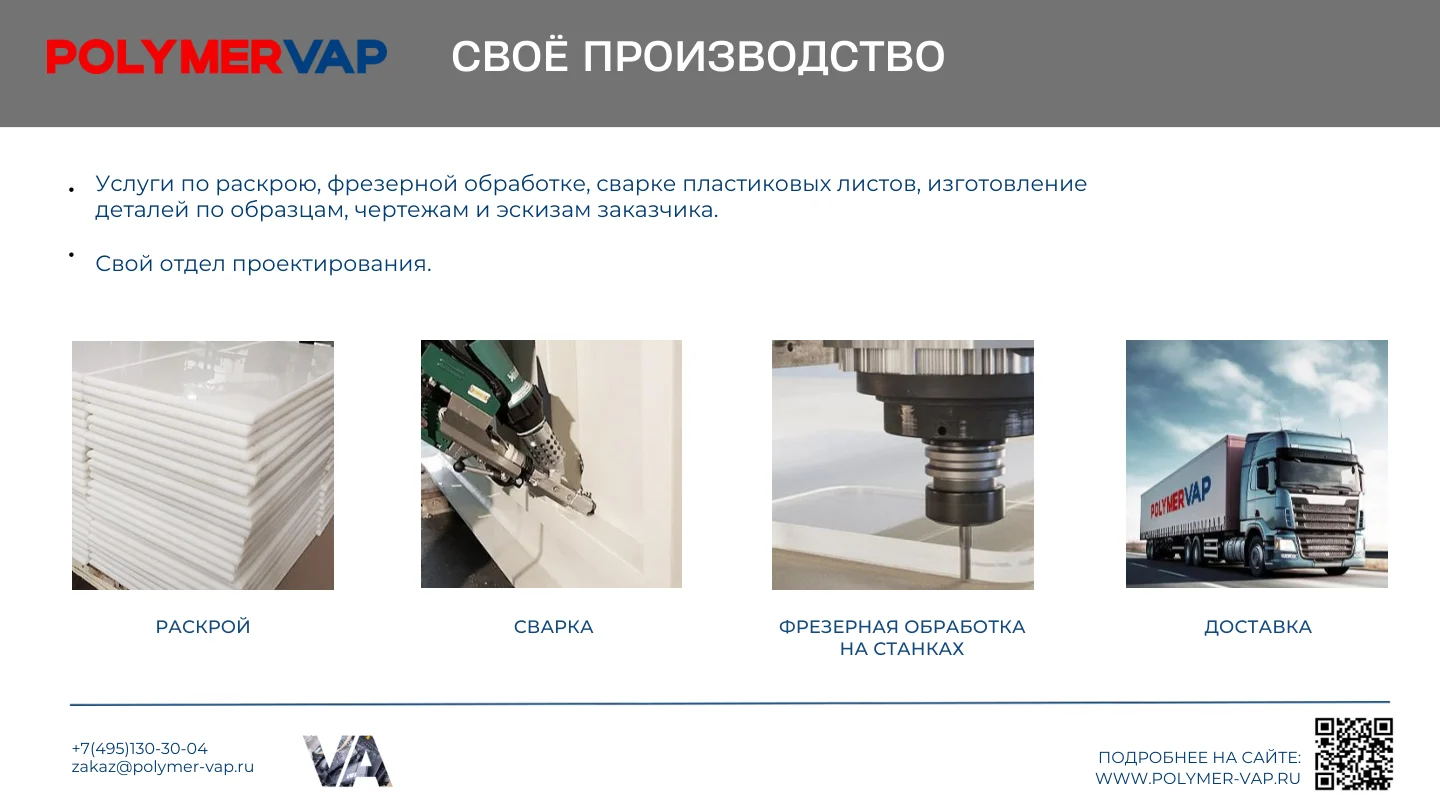 POLYMERVAP
СВОЁ ПРОИЗВОДСТВО
Услуги по раскрою, фрезерной обработке, сварке пластиковых листов, изготовление
деталей по образцам, чертежам и эскизам заказчика.
Свой отдел проектирования.
POLYMERVAP
РАСКРОЙ
СВАРКА
ФРЕЗЕРНАЯ ОБРАБОТКА
НА СТАНКАХ
ДОСТАВКА
+7(495)130-30-04
zakaz@polymer-vap.ru
VA
ПОДРОБНЕЕ НА САЙТЕ:
WWW.POLYMER-VAP.RU